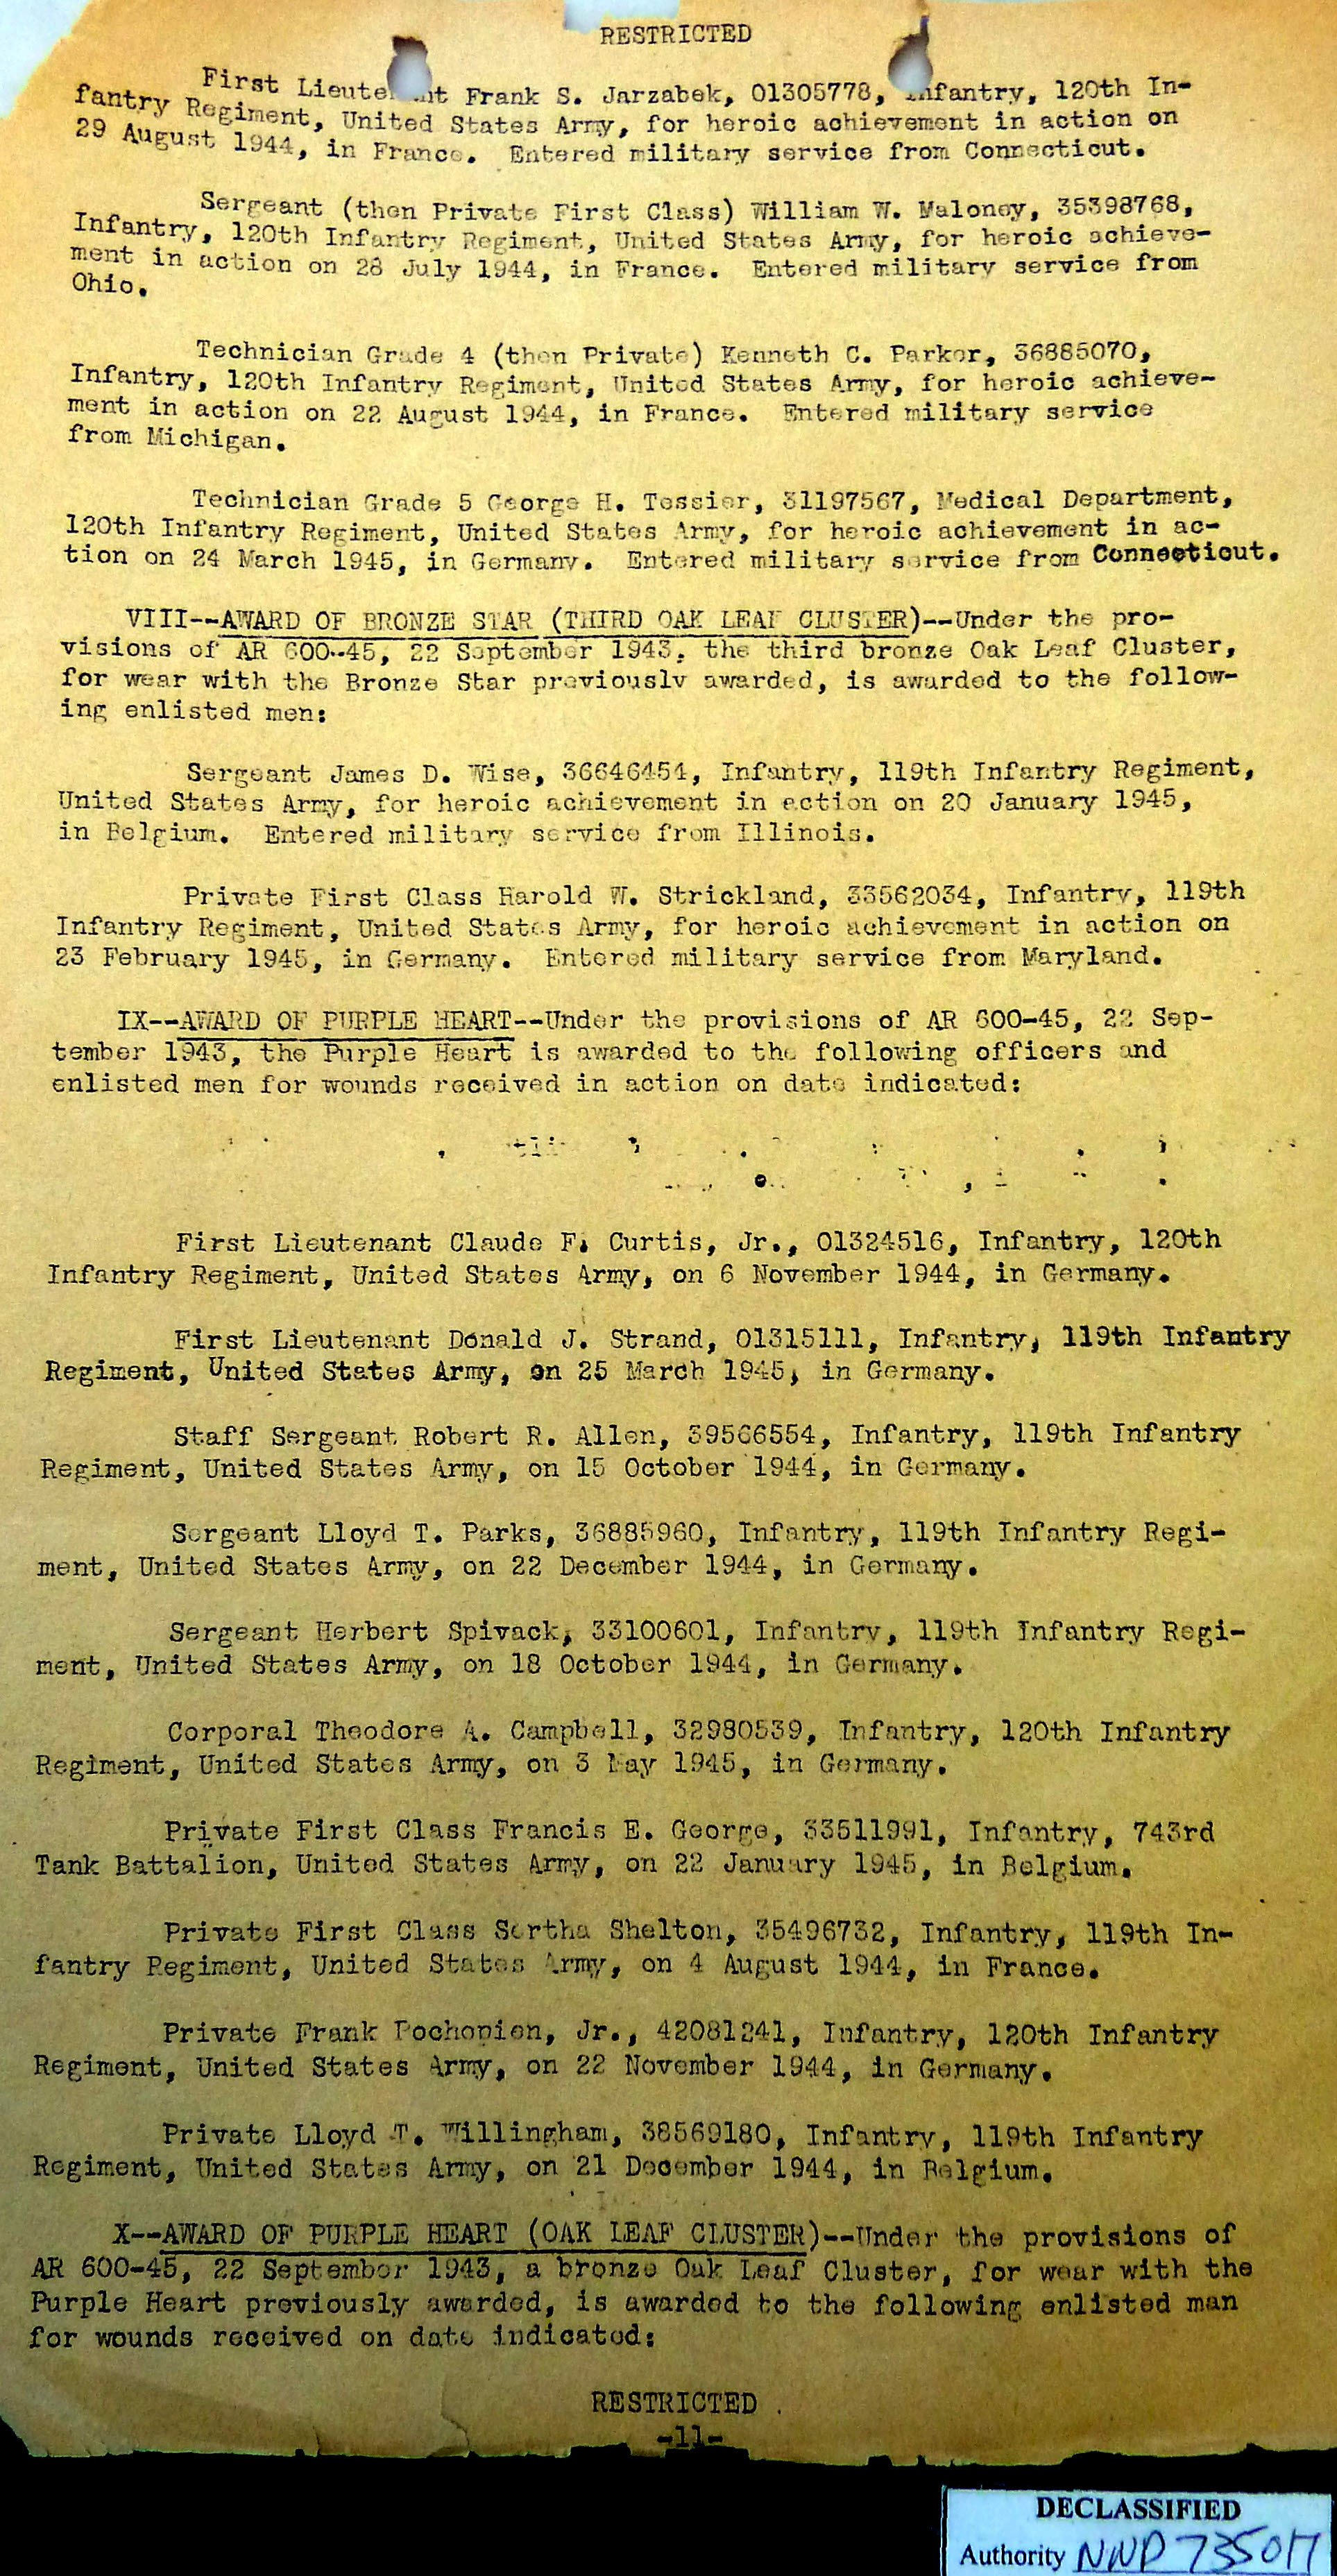 RESTRICTED
First Lieutenant Frank S. Jarzabek, 01305778, Infantry, 120th In-
fantry Regiment, United States Army, for heroic achievement in action on
29 August 1944, in France. Entered military service from Connecticut.
Sergeant (then Private First Class) William W. Maloney, 35398768,
Infantry, 120th Infantry Regiment, United States Army, for heroic achieve-
ment in action on 28 July 1944, in France. Entered military service from
Ohio.
Technician Grade 4 (then Private) Kenneth C. Parker, 36885070,
Infantry, 120th Infantry Regiment, United States Army, for heroic achieve-
ment in action on 22 August 1944, in France. Entered military service
from Michigan.
Technician Grade 5 George H. Tessier, 31197567, Medical Department,
120th Infantry Regiment, United States Army, for heroic achievement in ac-
tion on 24 March 1945, in Germany. Entered military service from Connecticut.
VIII--AWARD OF BRONZE STAR (THIRD OAK LEAF CLUSTER)--Under the pro-
visions of AR 600-45, 22 September 1943, the third bronze Oak Leaf Cluster,
for wear with the Bronze Star previously awarded, is awarded to the follow-
ing enlisted men:
Sergeant James D. Wise, 36646454, Infantry, 119th Infantry Regiment,
United States Army, for heroic achievement in action on 20 January 1945,
in Belgium. Entered military service from Illinois.
Private First Class Harold W. Strickland, 33562034, Infantry, 119th
Infantry Regiment, United States Army, for heroic achievement in action on
23 February 1945, in Germany. Entered military service from Maryland.
IX--AWARD OF PURPLE HEART--Under the provisions of AR 600-45, 22 Sep-
tember 1943, the Purple Heart is awarded to the following officers and
enlisted men for wounds received in action on date indicated:
First Lieutenant Claude F. Curtis, Jr., 01324516, Infantry, 120th
Infantry Regiment, United States Army, on 6 November 1944, in Germany.
First Lieutenant Donald J. Strand, 01315111, Infantry, 119th Infantry
Regiment, United States Army, on 25 March 1945, in Germany.
Staff Sergeant Robert R. Allen, 39566554, Infantry, 119th Infantry
Regiment, United States Army, on 15 October 1944, in Germany.
Sergeant Lloyd T. Parks, 36885960, Infantry, 119th Infantry Regi-
ment, United States Army, on 22 December 1944, in Germany.
Sergeant Herbert Spivack, 33100601, Infantry, 119th Infantry Regi-
ment, United States Army, on 18 October 1944, in Germany.
Corporal Theodore A. Campbell, 32980539, Infantry, 120th Infantry
Regiment, United States Army, on 3 May 1945, in Germany.
Private First Class Francis E. George, 33511991, Infantry, 743rd
Tank Battalion, United States Army, on 22 January 1945, in Belgium.
Private First Class Sertha Shelton, 35496732, Infantry, 119th In-
fantry Regiment, United States Army, on 4 August 1944, in France.
Private Frank Pochopien, Jr., 42081241, Infantry, 120th Infantry
Regiment, United States Army, on 22 November 1944, in Germany.
Private Lloyd T. Willingham, 38569180, Infantry, 119th Infantry
Regiment, United States Army, on 21 December 1944, in Belgium.
X--AWARD OF PURPLE HEART (OAK LEAF CLUSTER)--Under the provisions of
AR 600-45, 22 September 1943, a bronze Oak Leaf Cluster, for wear with the
Purple Heart previously awarded, is awarded to the following enlisted man
for wounds received on date indicated:
RESTRICTED
-11-
DECLASSIFIED
Authority NND 735017